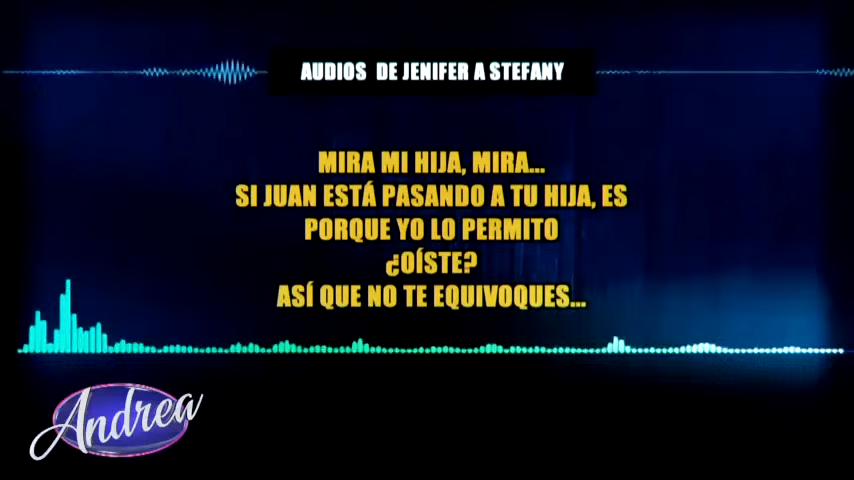 AUDIOS DE JENIFER A STEFANY
MIRA MI HIJA, MIRA...
SI JUAN ESTÁ PASANDO A TU HIJA, ES
PORQUE YO LO PERMITO
¿OÍSTE?
ASÍ QUE NO TE EQUIVOQUES...
Andrea